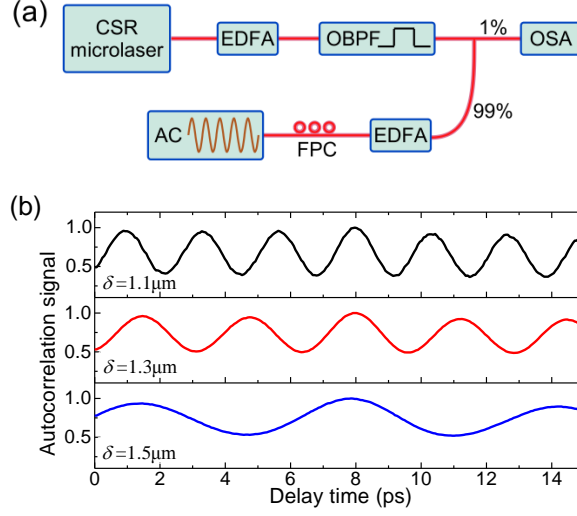 (a)
CSR
microlaser
EDFA
OBPF
1%
OSA
99%
AC
FPC
EDFA
(b)
Autocorrelation signal
1.0
0.5
δ=1.1μm
1.0
0.5
δ=1.3μm
1.0
0.5
δ=1.5μm
0 2 4 6 8 10 12 14
Delay time (ps)